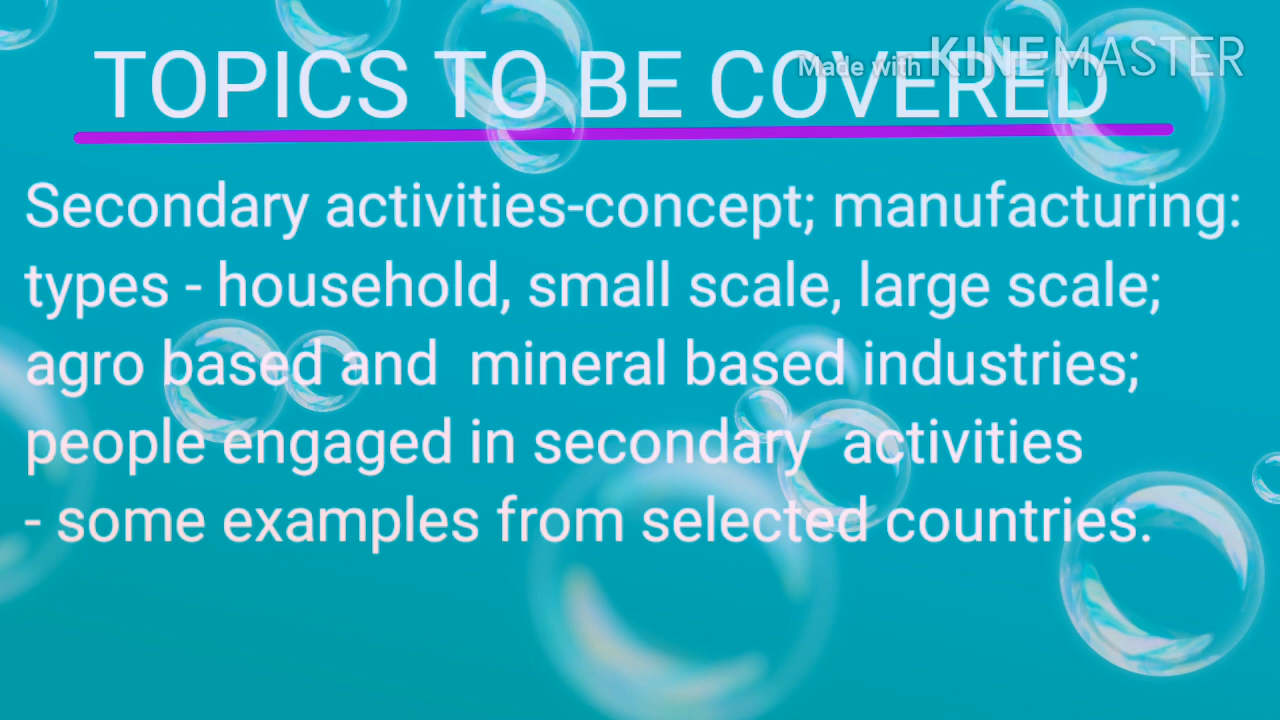 Made with KINEMASTER
TOPICS TO BE COVERED
Secondary activities-concept; manufacturing:
types - household, small scale, large scale;
agro based and  mineral based industries;
people engaged in secondary  activities
- some examples from selected countries.